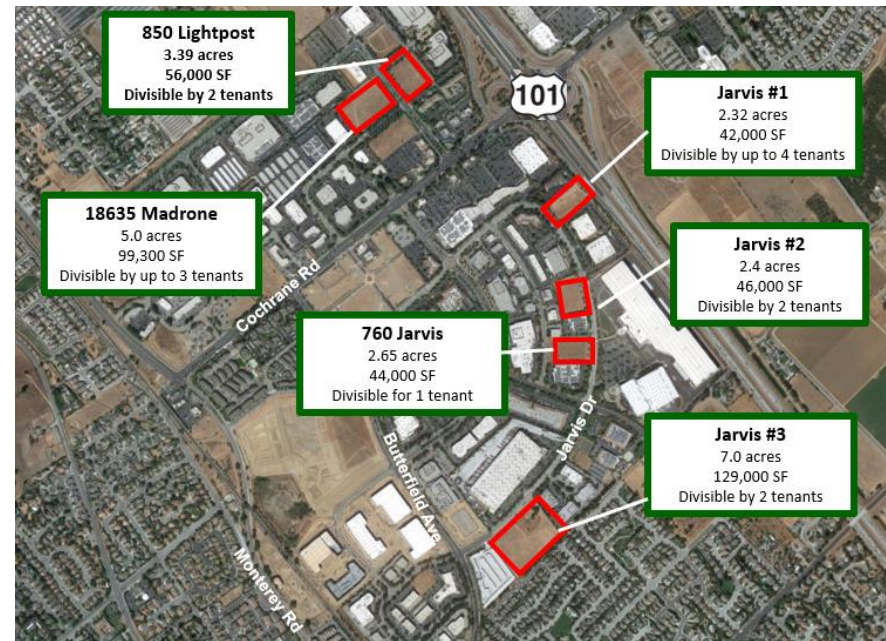 850 Lightpost
3.39 acres
56,000 SF
Divisible by 2 tenants
101
Jarvis #1
2.32 acres
42,000 SF
Divisible by up to 4 tenants
18635 Madrone
5.0 acres
99,300 SF
Divisible by up to 3 tenants
Jarvis #2
2.4 acres
46,000 SF
Divisible by 2 tenants
Cochrane Rd
760 Jarvis
2.65 acres
44,000 SF
Divisible for 1 tenant
Jarvis Dr
Butterfield Ave
Jarvis #3
7.0 acres
129,000 SF
Divisible by 2 tenants
Monterey Rd